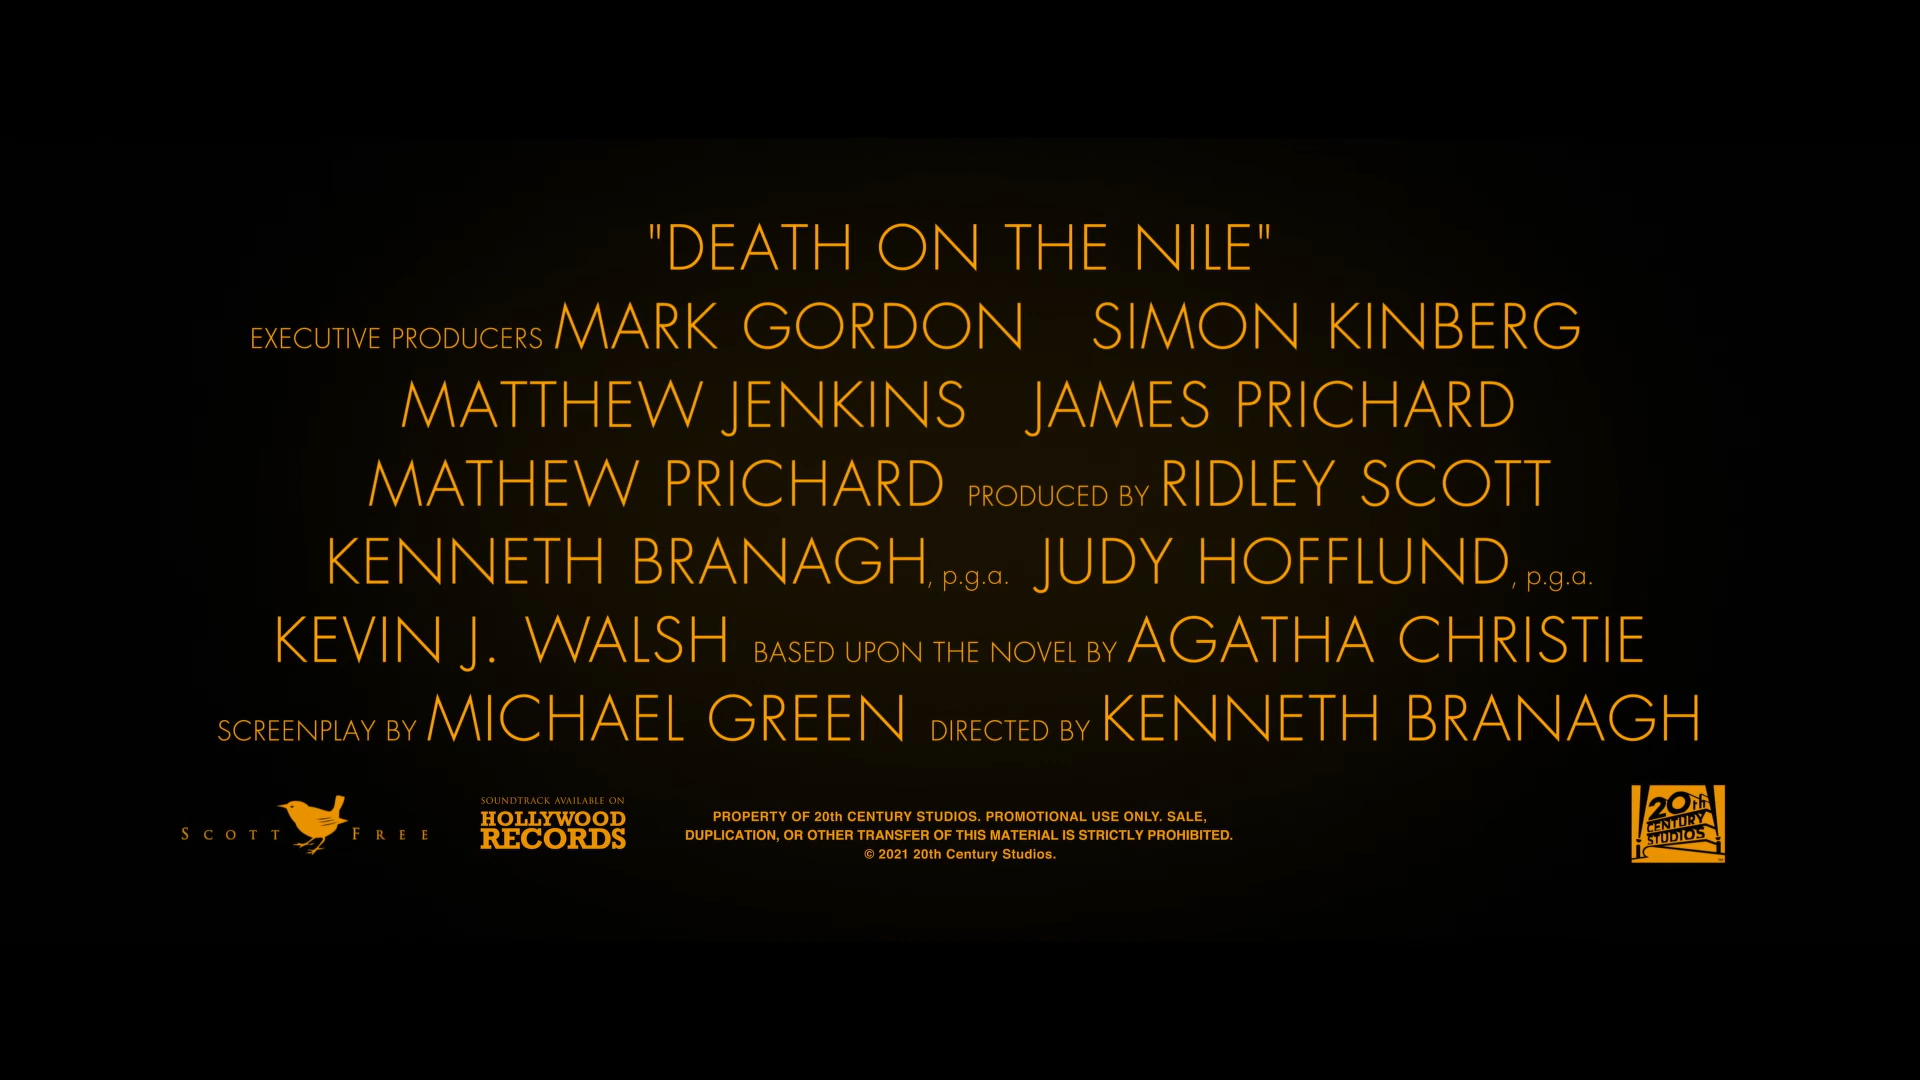 "DEATH ON THE NILE"
EXECUTIVE PRODUCERS MARK GORDON SIMON KINBERG
MATTHEW JENKINS JAMES PRICHARD
MATHEW PRICHARD PRODUCED BY RIDLEY SCOTT
KENNETH BRANAGH, p.g.a. JUDY HOFFLUND, p.g.a.
KEVIN J. WALSH BASED UPON THE NOVEL BY AGATHA CHRISTIE
SCREENPLAY BY MICHAEL GREEN DIRECTED BY KENNETH BRANAGH
SCOTT FREE
SOUNDTRACK AVAILABLE ON
HOLLYWOOD
RECORDS
PROPERTY OF 20th CENTURY STUDIOS. PROMOTIONAL USE ONLY. SALE,
DUPLICATION, OR OTHER TRANSFER OF THIS MATERIAL IS STRICTLY PROHIBITED.
© 2021 20th Century Studios.
20th
CENTURY
STUDIOS